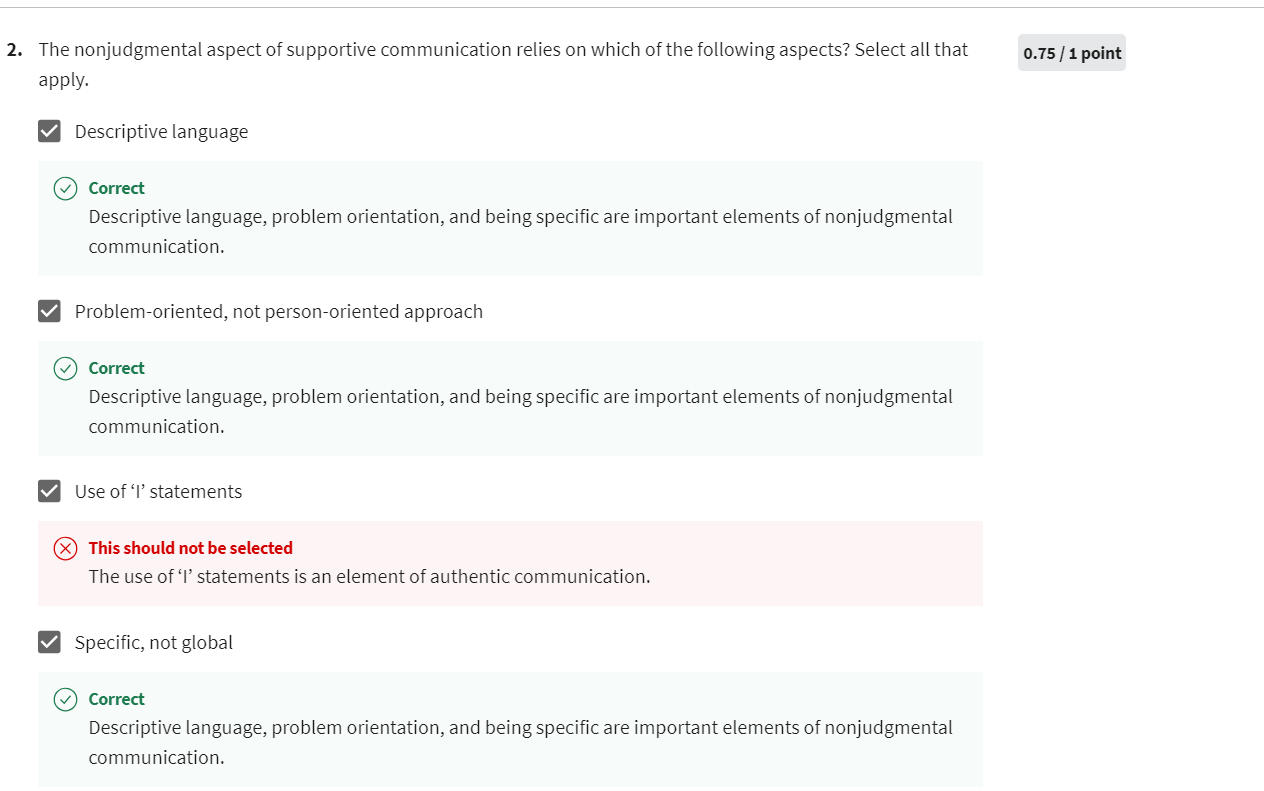 2. The nonjudgmental aspect of supportive communication relies on which of the following aspects? Select all that
apply.
0.75 / 1 point
Descriptive language
Correct
Descriptive language, problem orientation, and being specific are important elements of nonjudgmental
communication.
Problem-oriented, not person-oriented approach
Correct
Descriptive language, problem orientation, and being specific are important elements of nonjudgmental
communication.
Use of ‘I’ statements
This should not be selected
The use of ‘I’ statements is an element of authentic communication.
Specific, not global
Correct
Descriptive language, problem orientation, and being specific are important elements of nonjudgmental
communication.